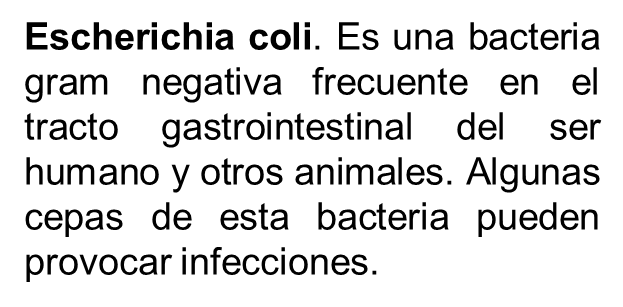 Escherichia coli. Es una bacteria
gram negativa frecuente en el
tracto gastrointestinal del ser
humano y otros animales. Algunas
cepas de esta bacteria pueden
provocar infecciones.